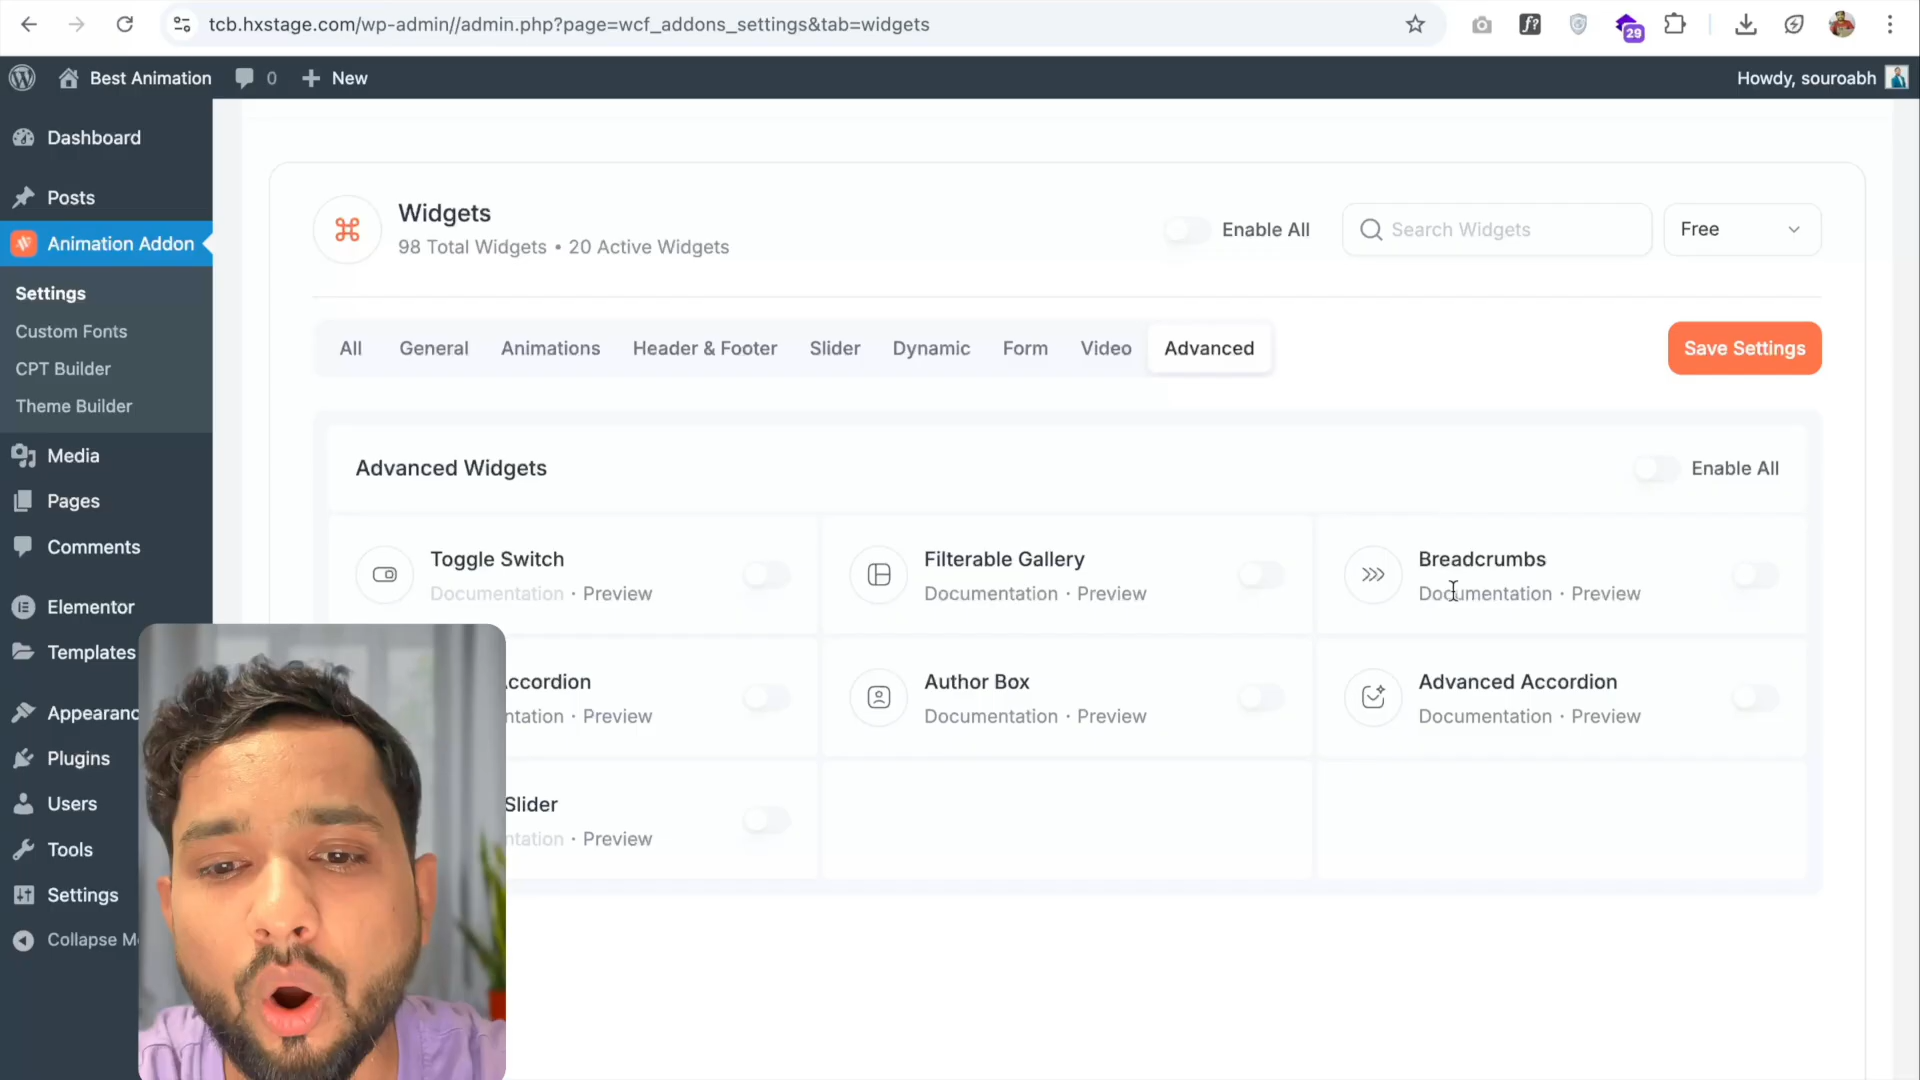 tcb.hxstage.com/wp-admin//admin.php?page=wcf_addons_settings&tab=widgets
f?
29
Best Animation
0
New
Howdy, souroabh
Dashboard
Posts
Animation Addon
Settings
Custom Fonts
CPT Builder
Theme Builder
Media
Pages
Comments
Elementor
Templates
Appearanc
Plugins
Users
Tools
Settings
Collapse M
Widgets
98 Total Widgets • 20 Active Widgets
Enable All
Search Widgets
Free
All General Animations Header & Footer Slider Dynamic Form Video Advanced
Save Settings
Advanced Widgets
Enable All
Toggle Switch
Documentation · Preview
Filterable Gallery
Documentation · Preview
Breadcrumbs
Documentation · Preview
ccordion
ntation · Preview
Author Box
Documentation · Preview
Advanced Accordion
Documentation · Preview
Slider
ntation · Preview